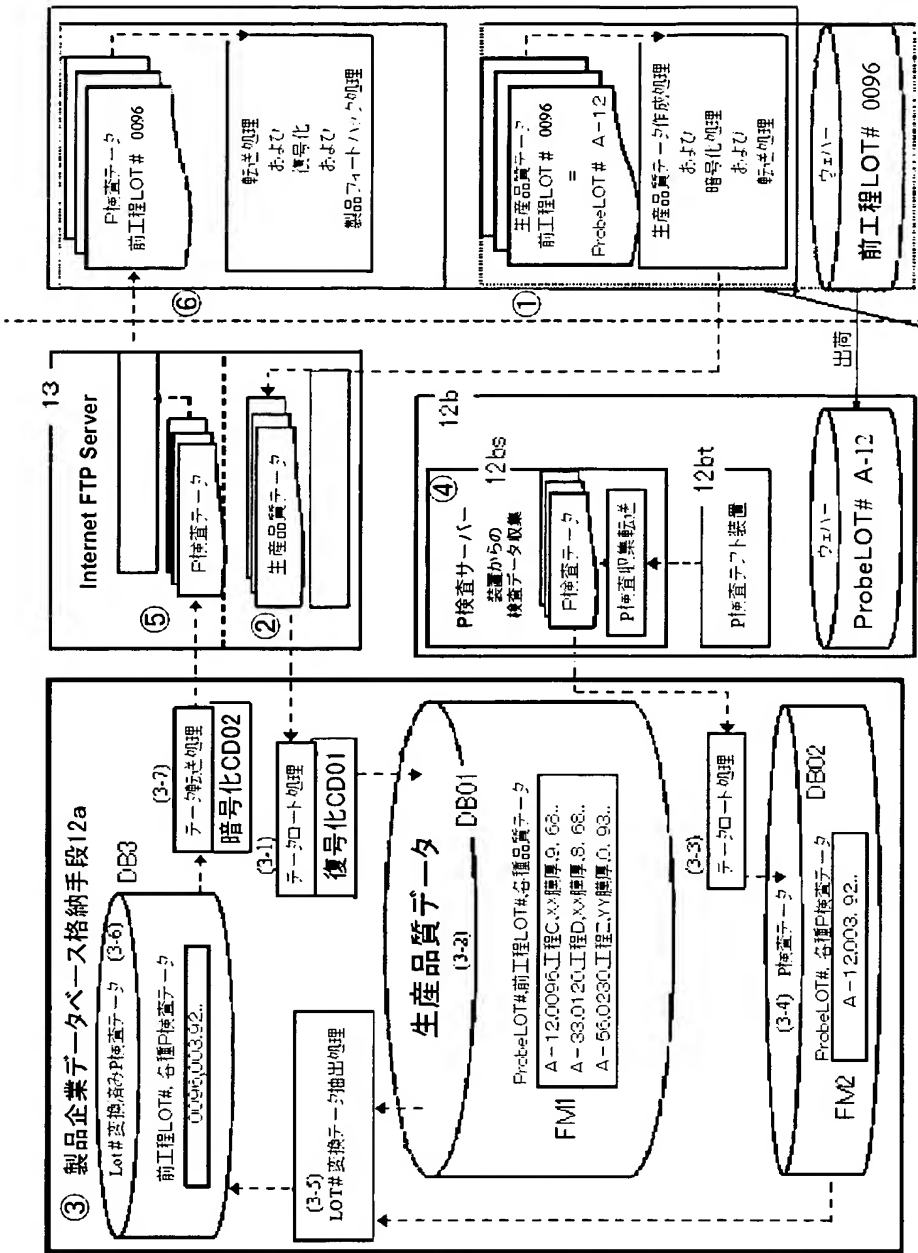 ③ 製品企業データベース格納手段12a
Lot#変換済みP検査データ (3-6)
DB3
前工程LOT#, 各種P検査データ
0096,003,92..
(3-7)
データ転送処理
暗号化CD02
(3-5)
LOT#変換データ抽出処理
(3-1)
データロート処理
復号化CD01
生産品質データ
(3-2)
DB01
ProbeLOT#,前工程LOT#,各種品質データ
A-12,0096,工程C,XX膜厚,9, 68..
A-33,0120,工程D,XX膜厚,8, 68..
A-56,0230,工程E,YY膜厚,0, 93..
FM1
(3-3)
データロート処理
(3-4) P検査データ
DB02
ProbeLOT#, 各種P検査データ
A-12,003, 92..
FM2
13
Internet FTP Server
⑤
P検査データ
②
生産品質データ
12b
④
12bs
P検査サーバー
装置からの
検査データ収集
P検査データ
P検査収集転送
12bt
P検査テスト装置
ウェハー
ProbeLOT# A-12
出荷
⑥
P検査データ
前工程LOT# 0096
転送処理
および
復号化
および
製品フィートバック処理
①
生産品質データ
前工程LOT# 0096
=
ProbeLOT# A-12
生産品質データ作成処理
および
暗号化処理
および
転送処理
ウェハー
前工程LOT# 0096